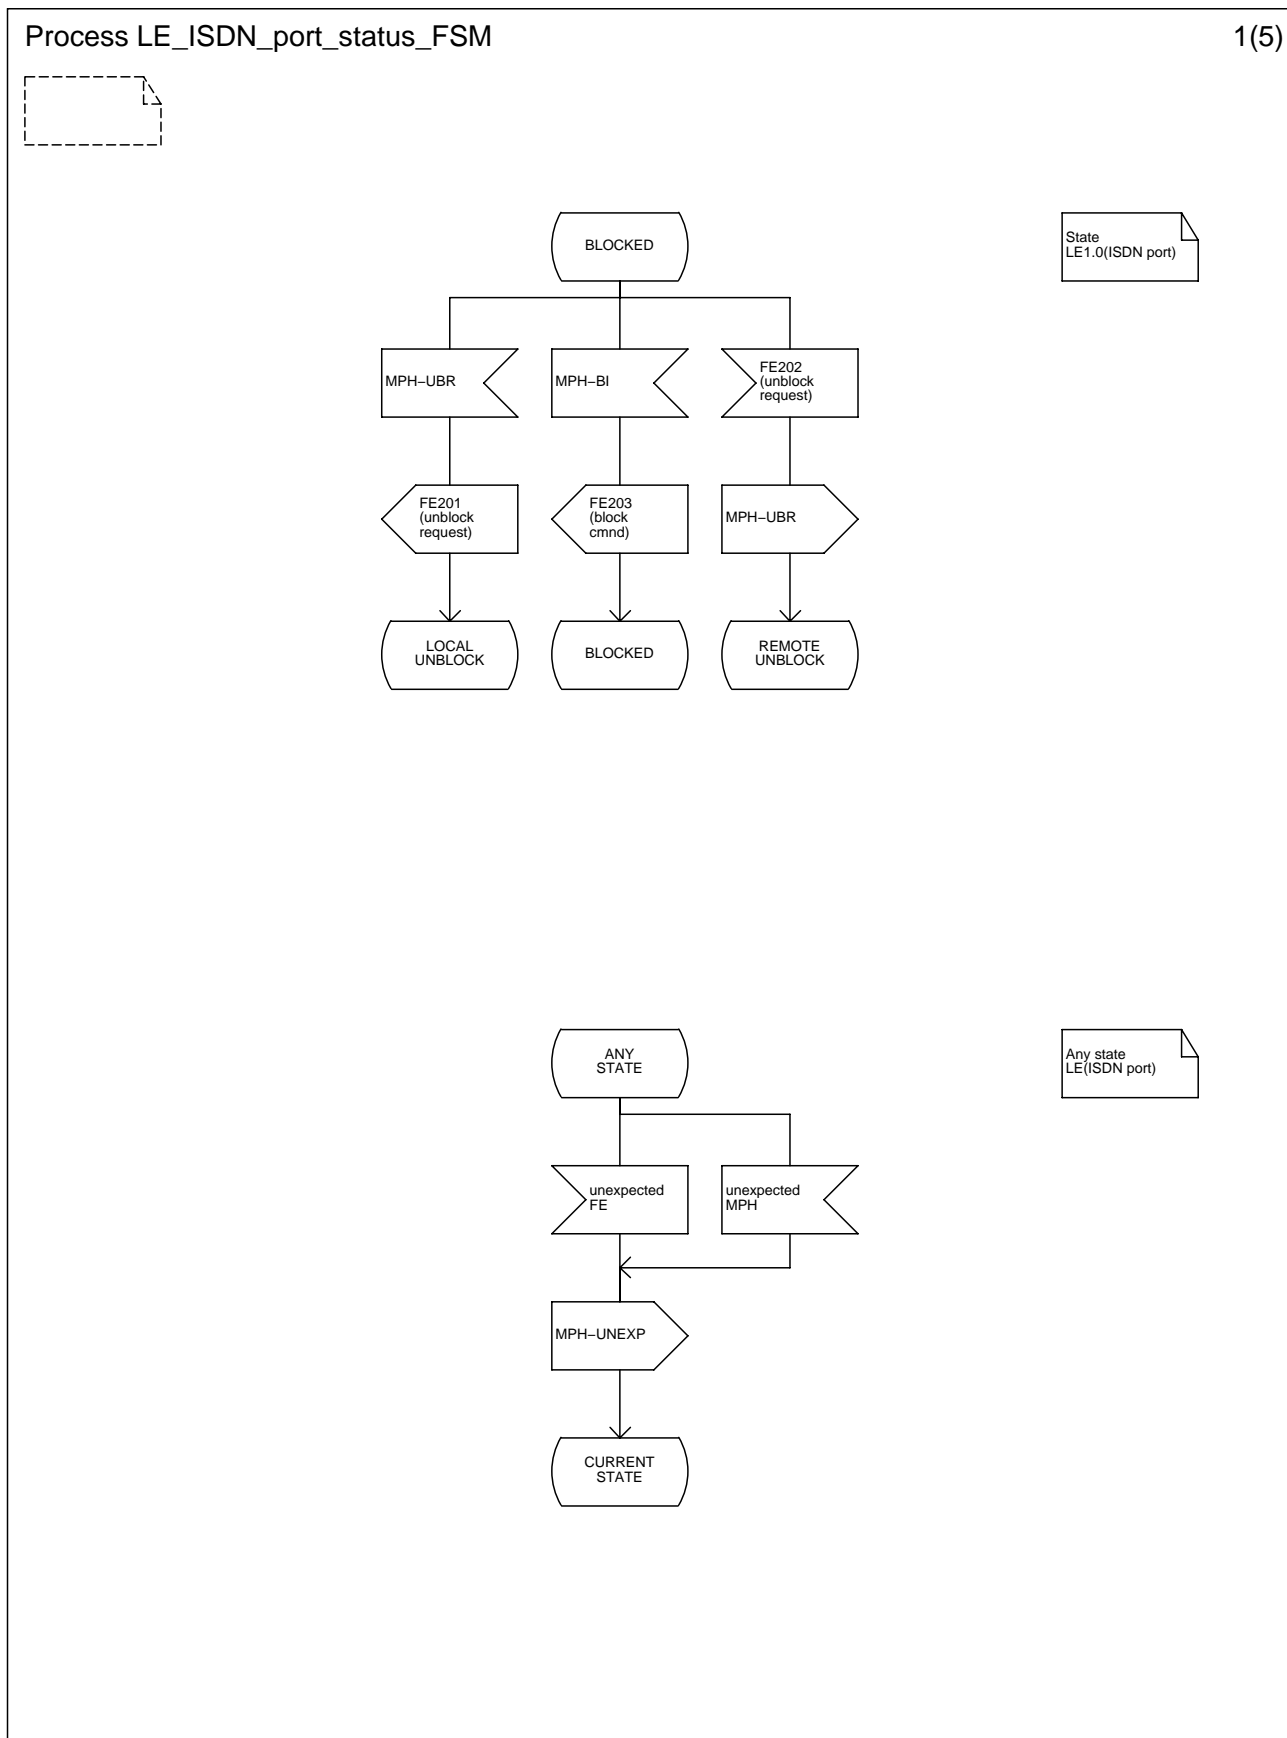 Process LE_ISDN_port_status_FSM
1(5)
BLOCKED
State
LE1.0(ISDN port)
MPH−UBR
MPH−BI
FE202
(unblock
request)
FE201
(unblock
request)
FE203
(block
cmnd)
MPH−UBR
LOCAL
UNBLOCK
BLOCKED
REMOTE
UNBLOCK
ANY
STATE
Any state
LE(ISDN port)
unexpected
FE
unexpected
MPH
MPH−UNEXP
CURRENT
STATE